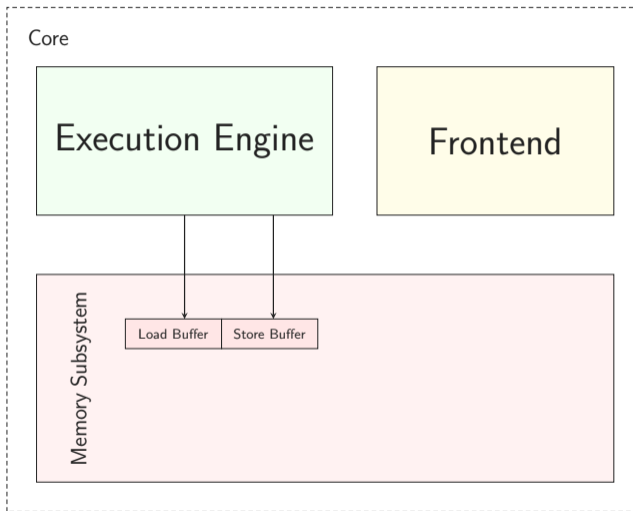 Core
Execution Engine
Frontend
Memory Subsystem
Load Buffer
Store Buffer